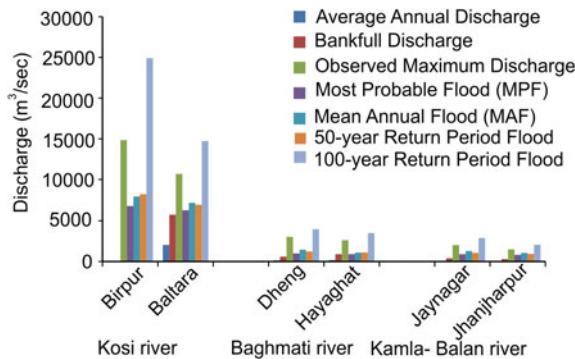 30000
25000
20000
15000
10000
5000
0
Discharge (m³/sec)
Average Annual Discharge
Bankfull Discharge
Observed Maximum Discharge
Most Probable Flood (MPF)
Mean Annual Flood (MAF)
50-year Return Period Flood
100-year Return Period Flood
Birpur
Baltara
Dheng
Hayaghat
Jaynagar
Jhanjharpur
Kosi river
Baghmati river
Kamla- Balan river